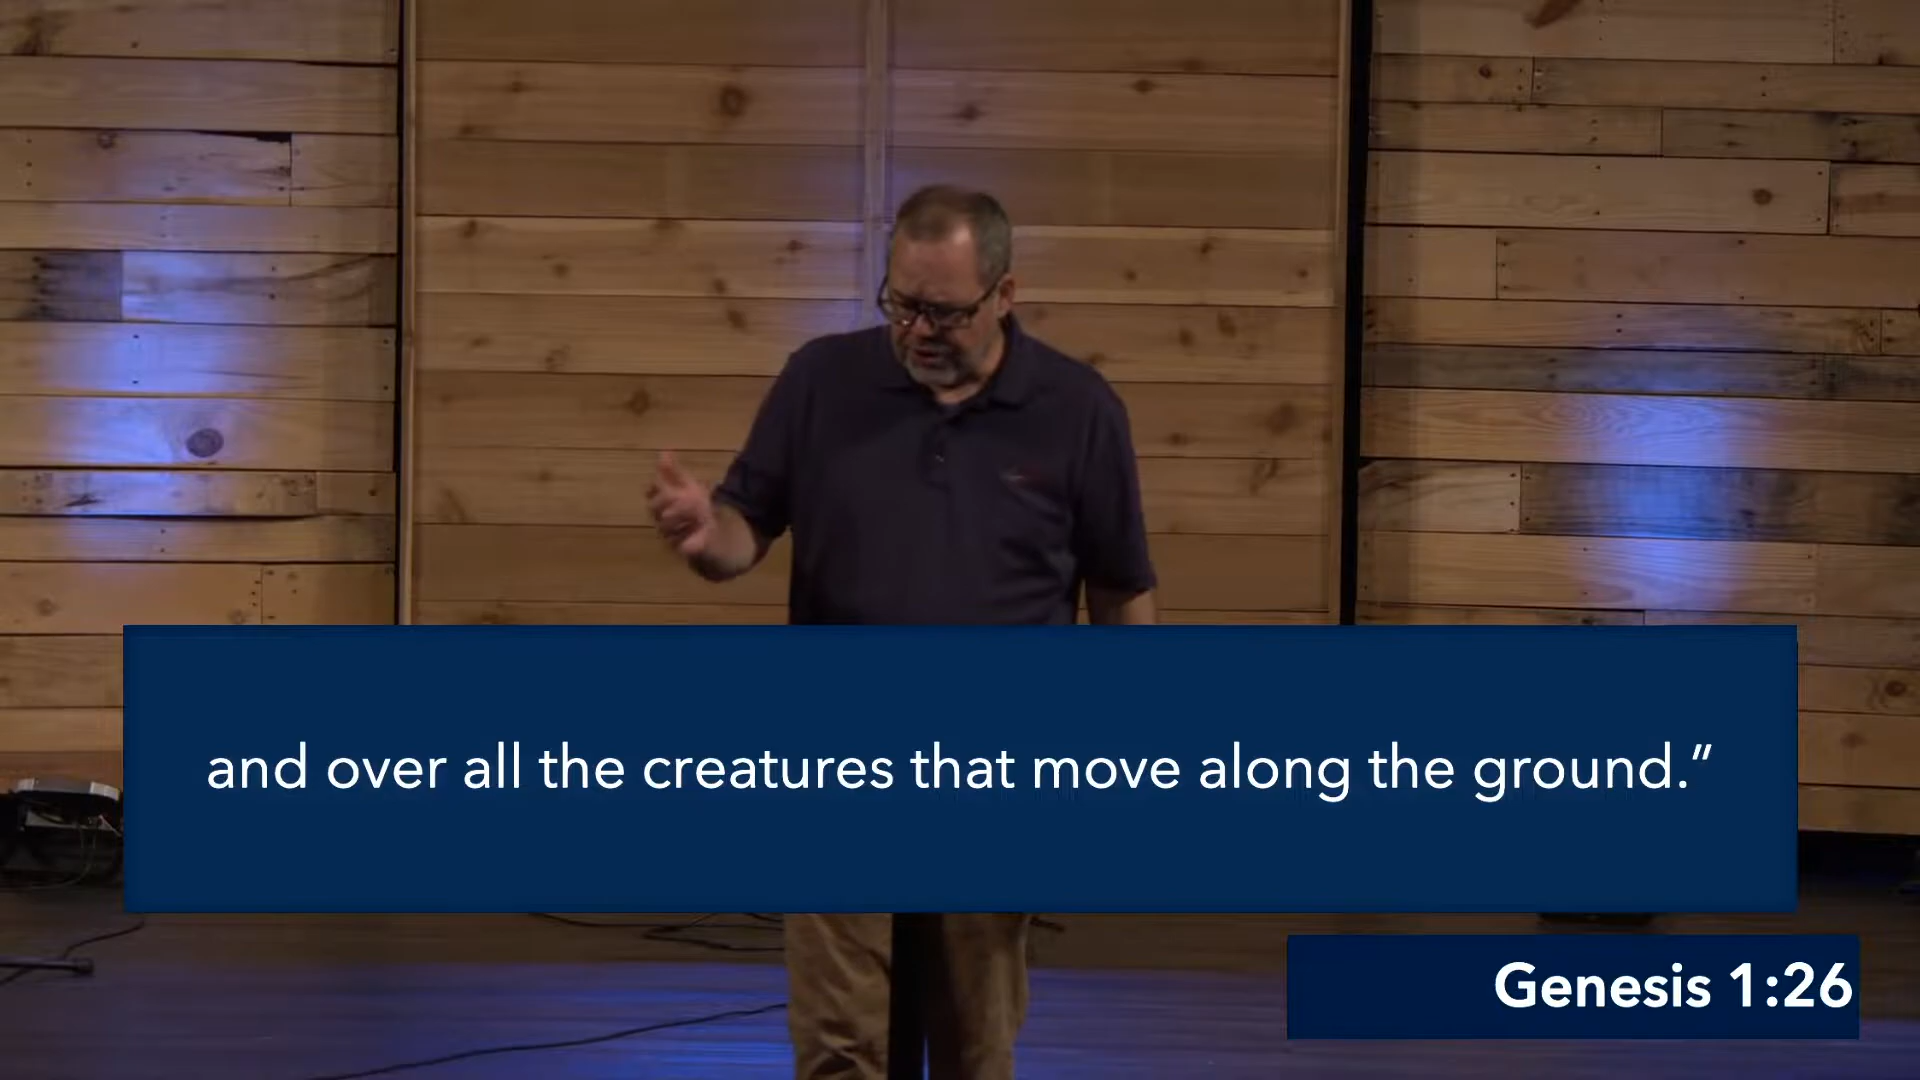 and over all the creatures that move along the ground.”
Genesis 1:26